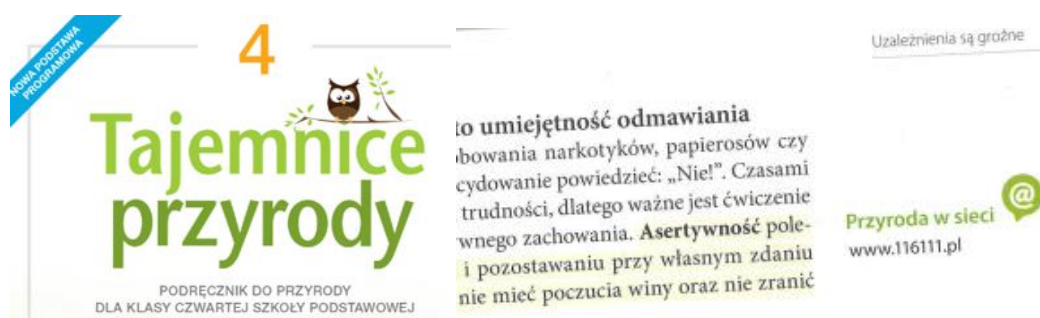 NOWA PODSTAWA
PROGRAMOWA
4
Tajemnice
przyrody
PODRĘCZNIK DO PRZYRODY
DLA KLASY CZWARTEJ SZKOŁY PODSTAWOWEJ
to umiejętność odmawiania
bowania narkotyków, papierosów czy
cydowanie powiedzieć: „Nie!”. Czasami
trudności, dlatego ważne jest ćwiczenie
wnego zachowania. Asertywność pole-
i pozostawaniu przy własnym zdaniu
nie mieć poczucia winy oraz nie zranić
Uzależnienia są groźne
@
Przyroda w sieci
www.116111.pl